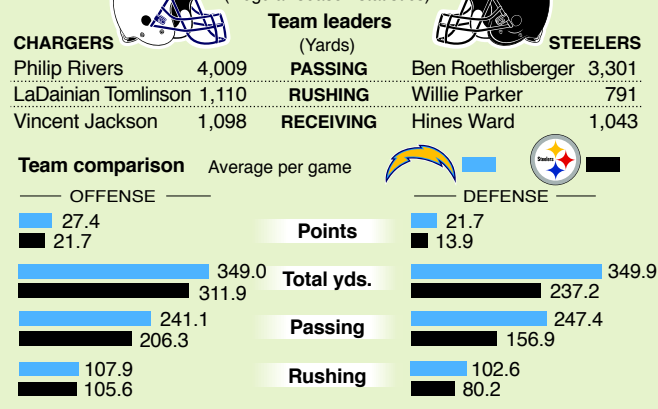 Team leaders
CHARGERS (Yards) STEELERS
Philip Rivers 4,009 PASSING Ben Roethlisberger 3,301
LaDainian Tomlinson 1,110 RUSHING Willie Parker 791
Vincent Jackson 1,098 RECEIVING Hines Ward 1,043
Team comparison Average per game Steelers
OFFENSE DEFENSE
27.4 21.7
21.7 Points 13.9
349.0 349.9
311.9 Total yds. 237.2
241.1 247.4
206.3 Passing 156.9
107.9 102.6
105.6 Rushing 80.2